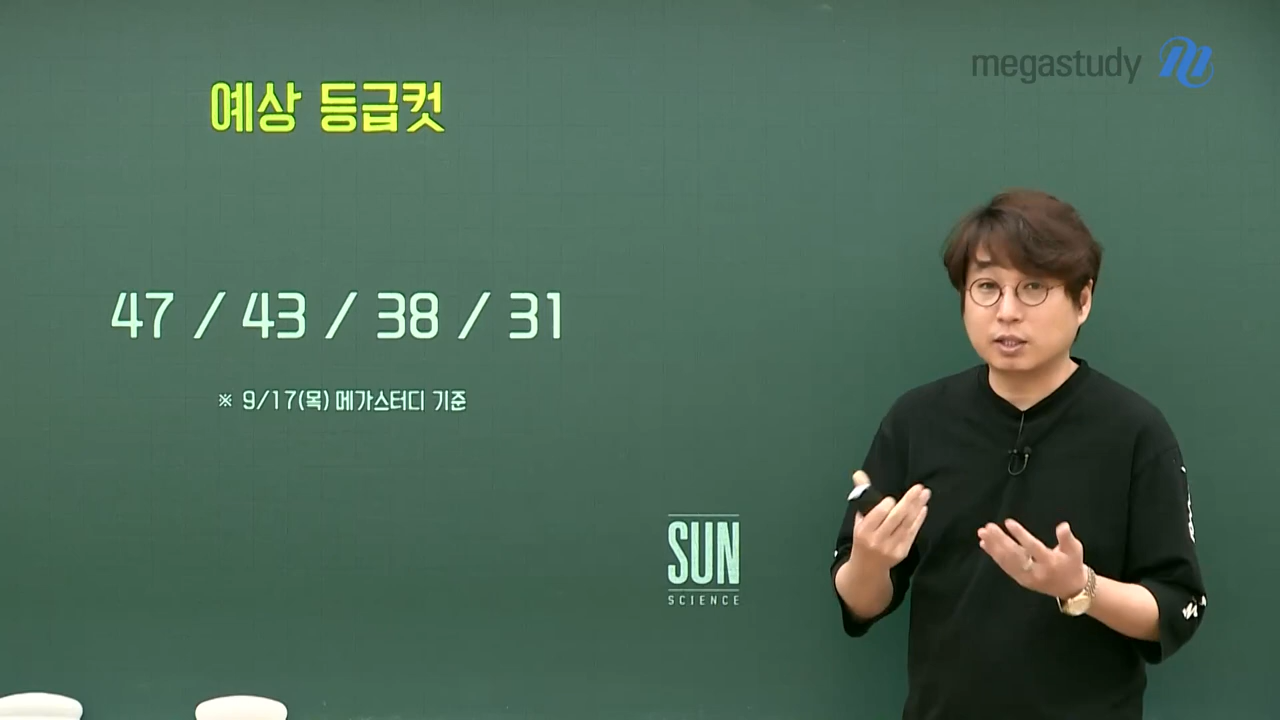 megastudy
예상 등급컷
47 / 43 / 38 / 31
※ 9/17(목) 메가스터디 기준
SUN
SCIENCE